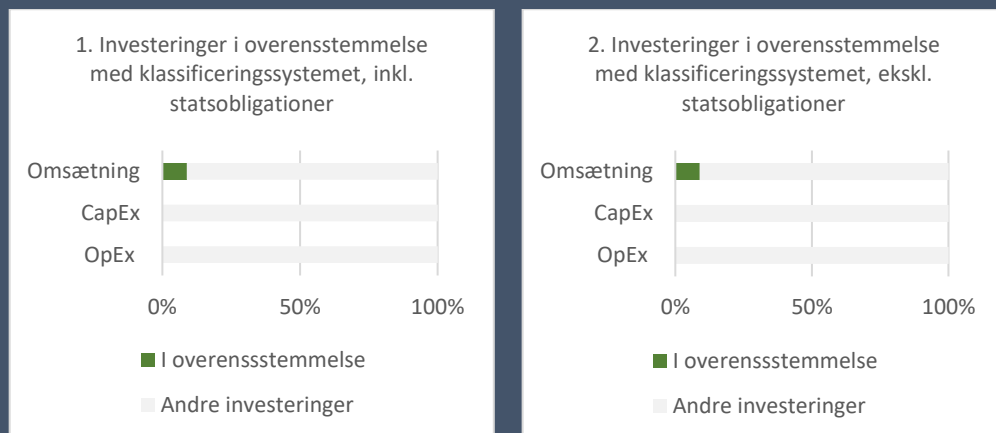 1. Investeringer i overensstemmelse
med klassificeringssystemet, inkl.
statsobligationer
Omsætning
CapEx
OpEx
0%
50%
100%
I overenssstemmelse
Andre investeringer
2. Investeringer i overensstemmelse
med klassificeringssystemet, ekskl.
statsobligationer
Omsætning
CapEx
OpEx
0%
50%
100%
I overenssstemmelse
Andre investeringer